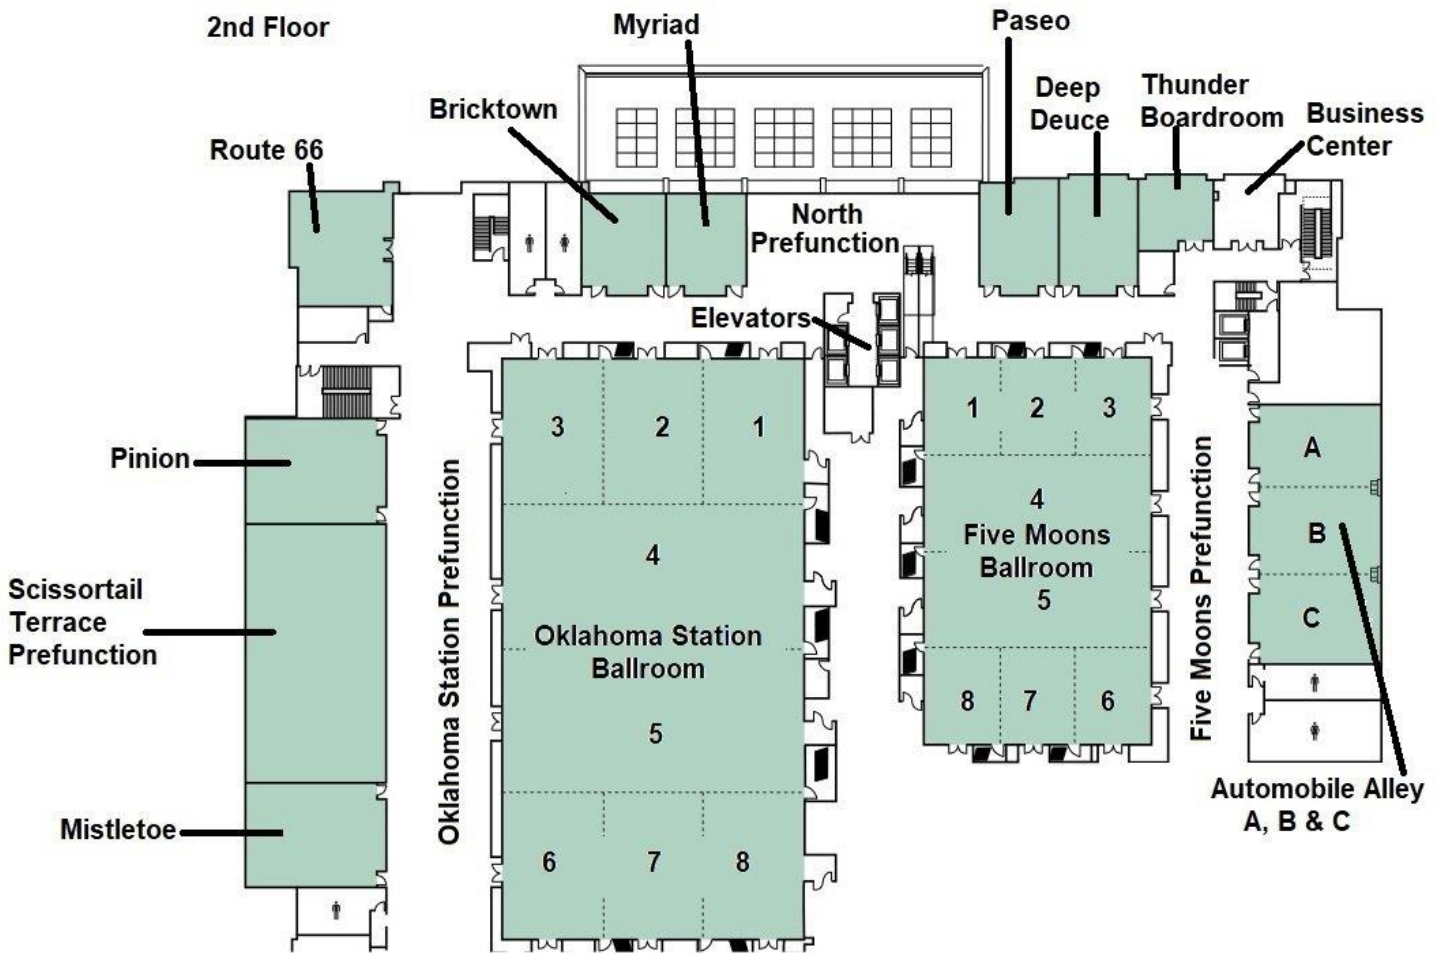 2nd Floor
Myriad
Paseo
Bricktown
Deep
Deuce
Thunder
Boardroom
Business
Center
Route 66
North
Prefunction
Elevators
3
2
1
1
2
3
A
Pinion
Oklahoma Station Prefunction
4
Five Moons Prefunction
4
Five Moons
Ballroom
5
B
Scissortail
Terrace
Prefunction
Oklahoma Station
Ballroom
C
5
8
7
6
Automobile Alley
A, B & C
Mistletoe
6
7
8